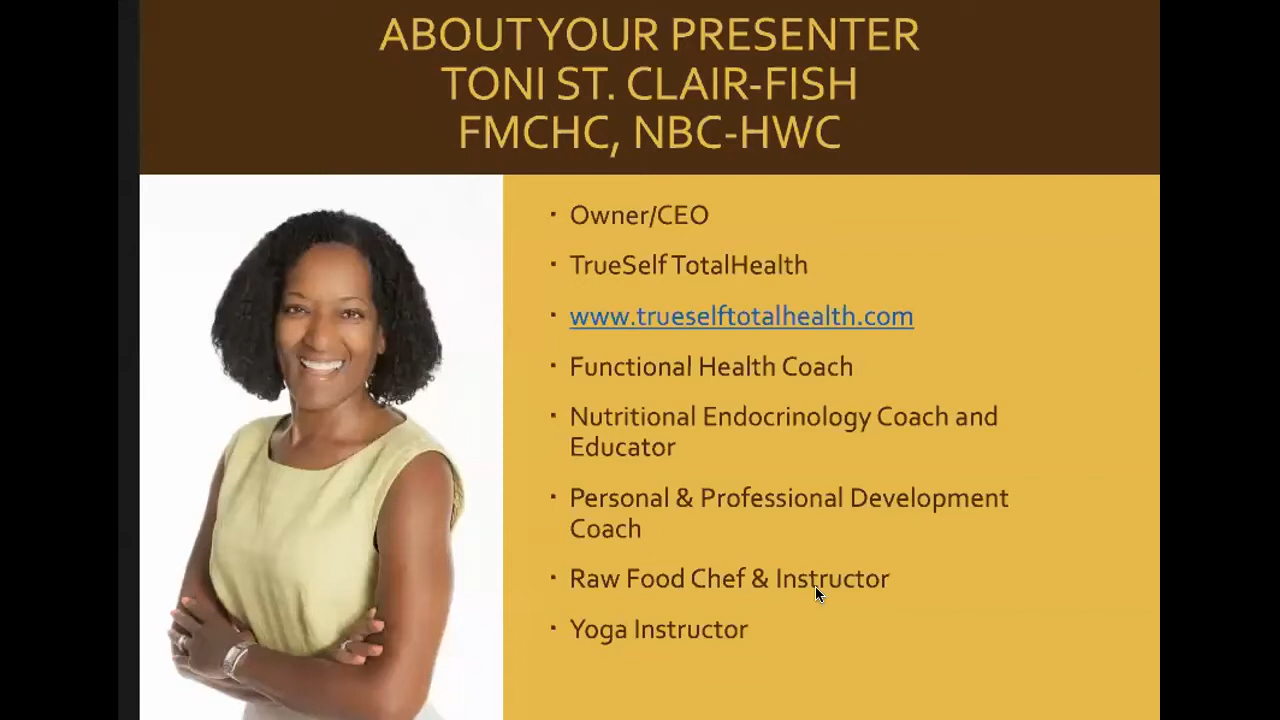 ABOUT YOUR PRESENTER
TONI ST. CLAIR-FISH
FMCHC, NBC-HWC
Owner/CEO
TrueSelf TotalHealth
www.trueselftotalhealth.com
Functional Health Coach
Nutritional Endocrinology Coach and
Educator
Personal & Professional Development
Coach
Raw Food Chef & Instructor
Yoga Instructor